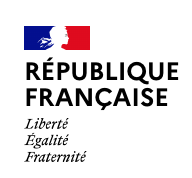 RÉPUBLIQUE
FRANÇAISE
Liberté
Égalité
Fraternité